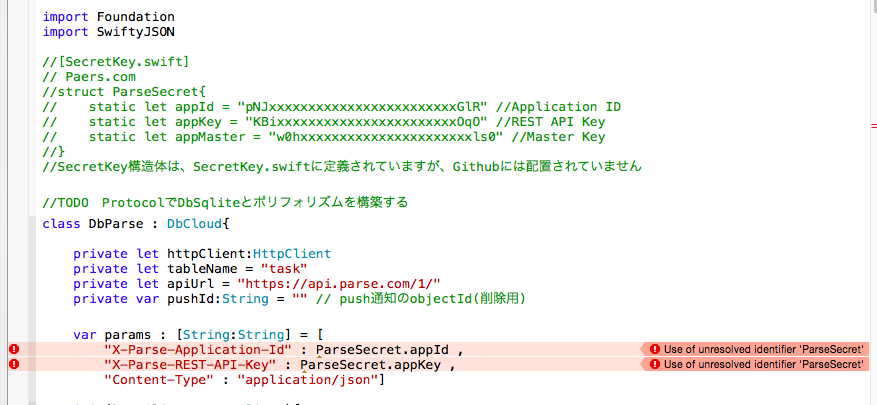 import Foundation
import SwiftyJSON
//[SecretKey.swift]
// Paers.com
//struct ParseSecret{
//    static let appId = "pNJxxxxxxxxxxxxxxxxxxxxxxxxGlR" //Application ID
//    static let appKey = "KBixxxxxxxxxxxxxxxxxxxxxxxOqO" //REST API Key
//    static let appMaster = "w0hxxxxxxxxxxxxxxxxxxxxxxls0" //Master Key
//}
//SecretKey構造体は、SecretKey.swiftに定義されていますが、Githubには配置されていません
//TODO　ProtocolでDbSqliteとポリフォリズムを構築する
class DbParse : DbCloud{
    private let httpClient:HttpClient
    private let tableName = "task"
    private let apiUrl = "https://api.parse.com/1/"
    private var pushId:String = "" // push通知のobjectId(削除用)
    var params : [String:String] = [
        "X-Parse-Application-Id" : ParseSecret.appId , Use of unresolved identifier 'ParseSecret'
        "X-Parse-REST-API-Key" : ParseSecret.appKey , Use of unresolved identifier 'ParseSecret'
        "Content-Type" : "application/json"]